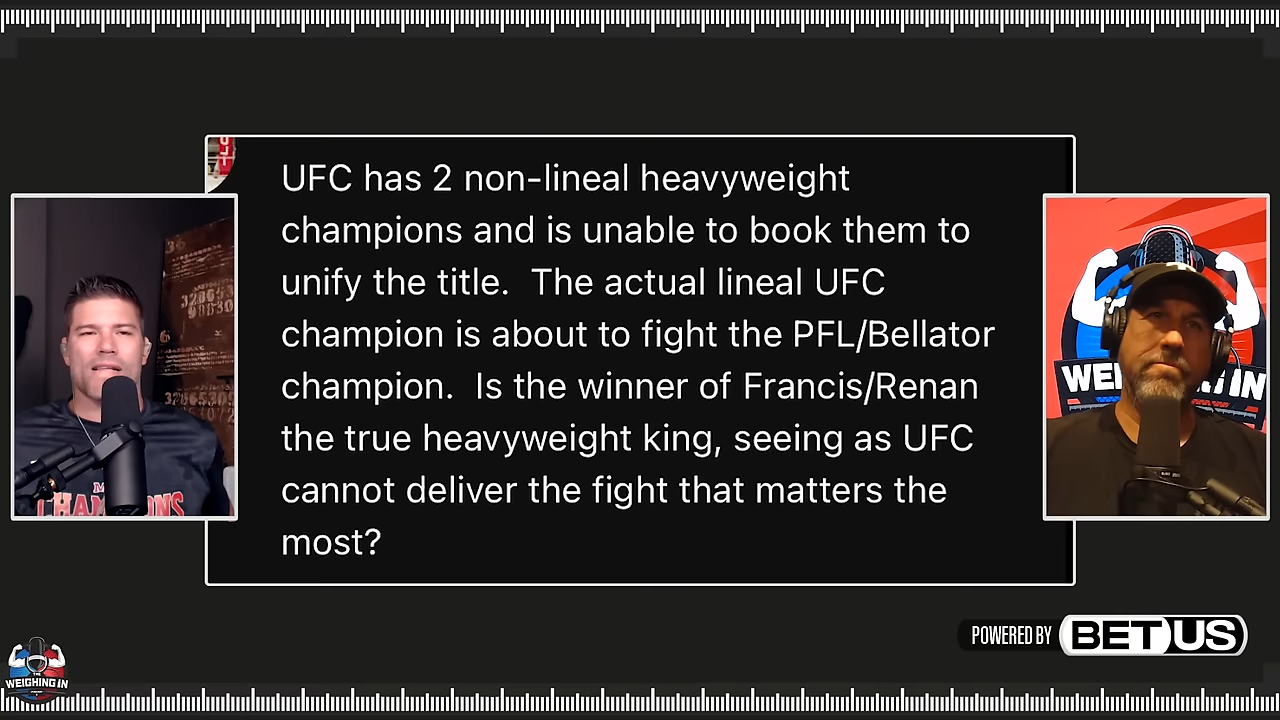 UFC has 2 non-lineal heavyweight
champions and is unable to book them to
unify the title.  The actual lineal UFC
champion is about to fight the PFL/Bellator
champion.  Is the winner of Francis/Renan
the true heavyweight king, seeing as UFC
cannot deliver the fight that matters the
most?
POWERED BY BETUS
THE
WEIGHING IN